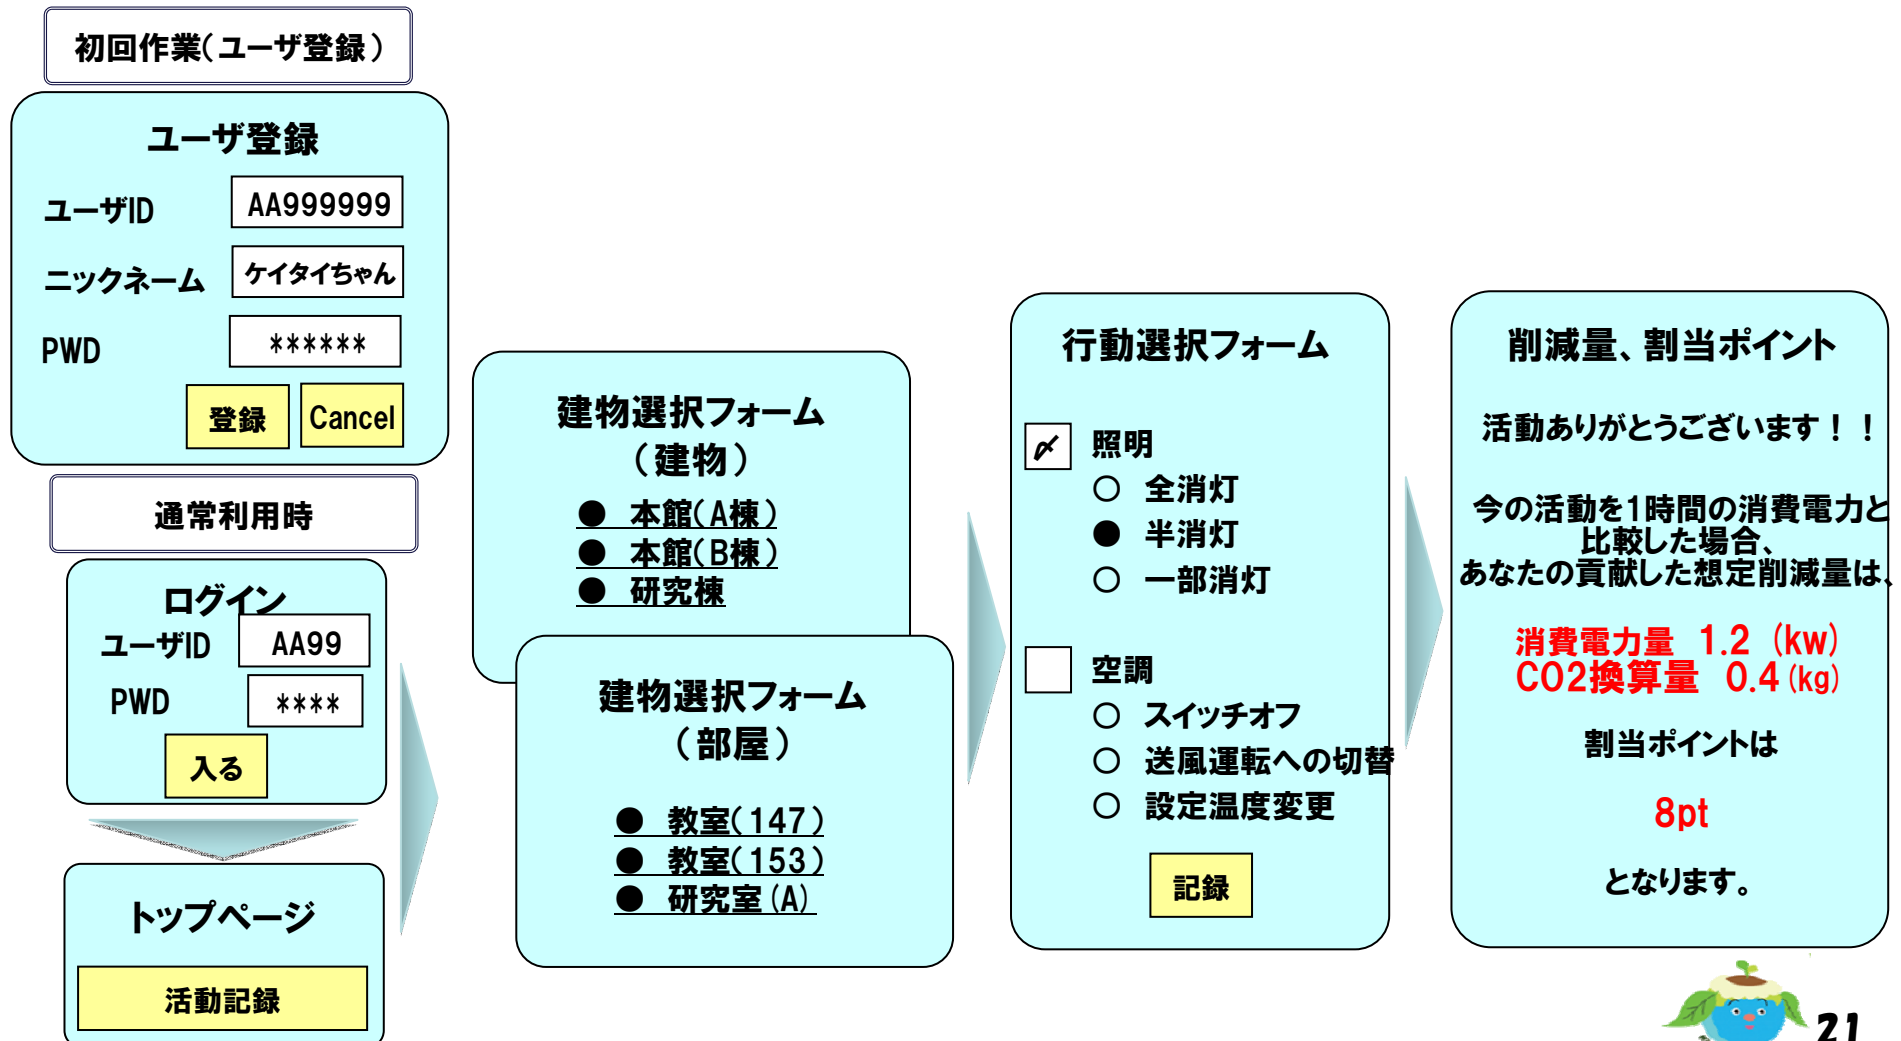 初回作業（ユーザ登録）
ユーザ登録
ユーザID AA999999
ニックネーム ケイタイちゃん
PWD ******
登録 Cancel
通常利用時
ログイン
ユーザID AA99
PWD ****
入る
トップページ
活動記録
建物選択フォーム
（建物）
● 本館（A棟）
● 本館（B棟）
● 研究棟
建物選択フォーム
（部屋）
● 教室（147）
● 教室（153）
● 研究室（A）
行動選択フォーム
〆 照明
○ 全消灯
● 半消灯
○ 一部消灯
空調
○ スイッチオフ
○ 送風運転への切替
○ 設定温度変更
記録
削減量、割当ポイント
活動ありがとうございます！！
今の活動を1時間の消費電力と
比較した場合、
あなたの貢献した想定削減量は、
消費電力量 1.2 (kw)
CO2換算量 0.4(kg)
割当ポイントは
8pt
となります。
21